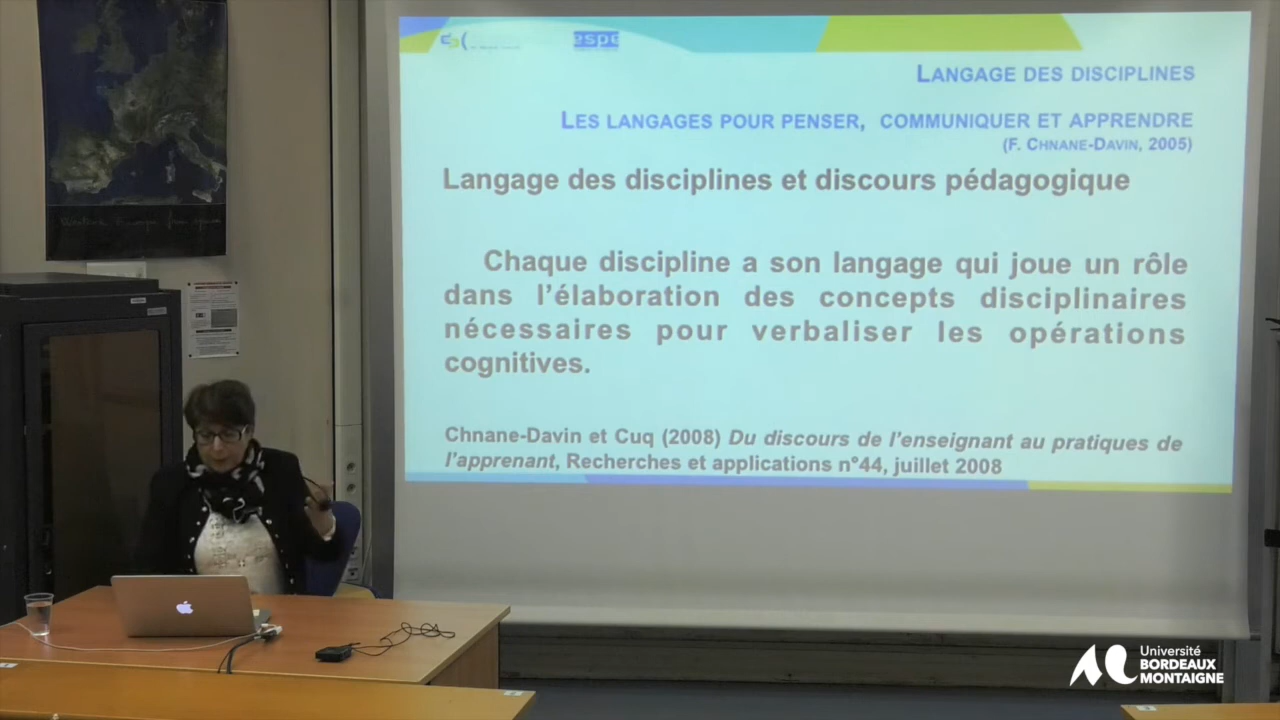 espe
LANGAGE DES DISCIPLINES
LES LANGAGES POUR PENSER, COMMUNIQUER ET APPRENDRE
(F. CHNANE-DAVIN, 2005)
Langage des disciplines et discours pédagogique
Chaque discipline a son langage qui joue un rôle
dans l'élaboration des concepts disciplinaires
nécessaires pour verbaliser les opérations
cognitives.
Chnane-Davin et Cuq (2008) Du discours de l'enseignant au pratiques de
l'apprenant, Recherches et applications n°44, juillet 2008
Université
BORDEAUX
MONTAIGNE